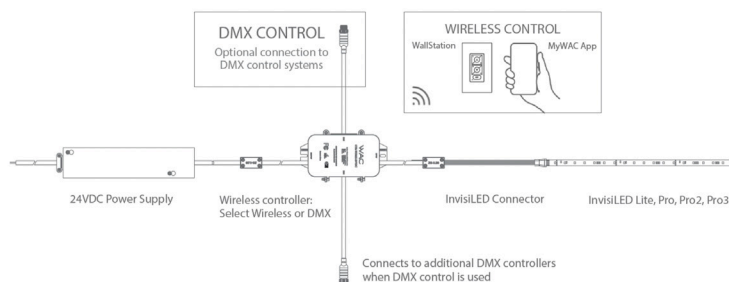 DMX CONTROL
Optional connection to
DMX control systems
WIRELESS CONTROL
WallStation
MyWAC App
WAC
24VDC Power Supply
Wireless controller:
Select Wireless or DMX
InvisiLED Connector
InvisiLED Lite, Pro, Pro2, Pro3
Connects to additional DMX controllers
when DMX control is used